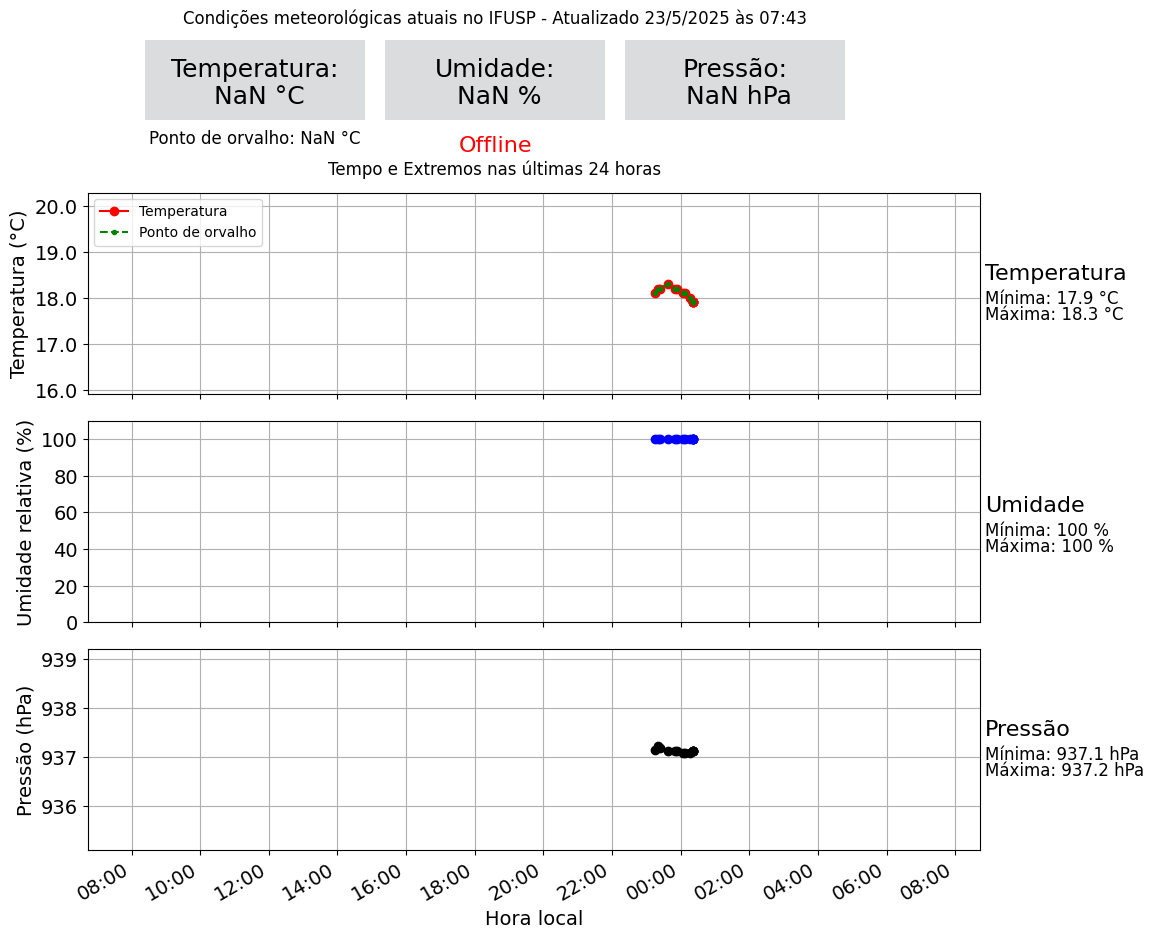 Condições meteorológicas atuais no IFUSP - Atualizado 23/5/2025 às 07:43
Temperatura:
NaN °C
Umidade:
NaN %
Pressão:
NaN hPa
Ponto de orvalho: NaN °C
Offline
Tempo e Extremos nas últimas 24 horas
Temperatura (°C)
20.0
19.0
18.0
17.0
16.0
Temperatura
Ponto de orvalho
Temperatura
Mínima: 17.9 °C
Máxima: 18.3 °C
Umidade relativa (%)
100
80
60
40
20
0
Umidade
Mínima: 100 %
Máxima: 100 %
Pressão (hPa)
939
938
937
936
Pressão
Mínima: 937.1 hPa
Máxima: 937.2 hPa
08:00
10:00
12:00
14:00
16:00
18:00
20:00
22:00
00:00
02:00
04:00
06:00
08:00
Hora local